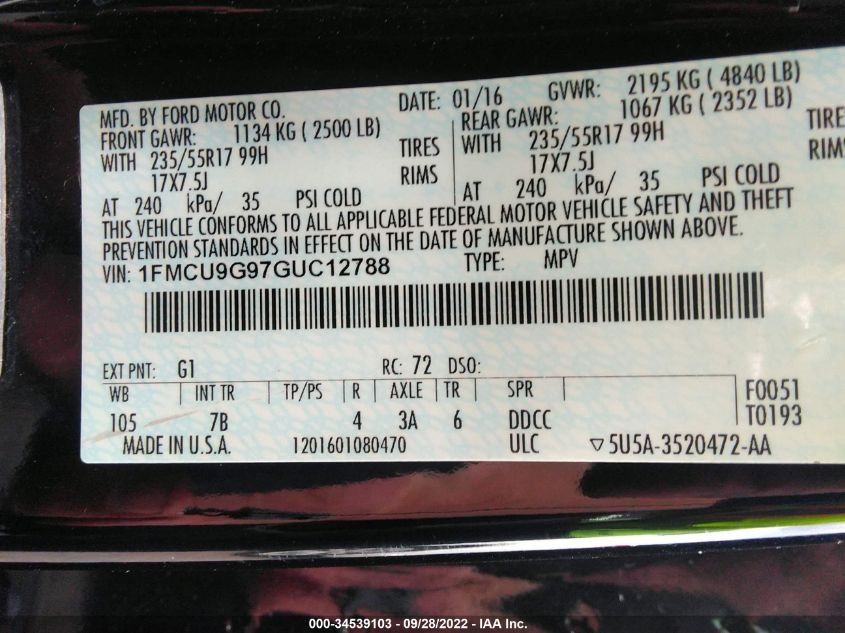 MFD. BY FORD MOTOR CO. DATE: 01/16 GVWR: 2195 KG ( 4840 LB)
FRONT GAWR: 1134 KG ( 2500 LB) REAR GAWR: 1067 KG ( 2352 LB)
WITH 235/55R17 99H TIRES WITH 235/55R17 99H TIRE
17X7.5J RIMS 17X7.5J RIMS
AT 240 kPa/ 35 PSI COLD AT 240 kPa/ 35 PSI COLD
THIS VEHICLE CONFORMS TO ALL APPLICABLE FEDERAL MOTOR VEHICLE SAFETY AND THEFT
PREVENTION STANDARDS IN EFFECT ON THE DATE OF MANUFACTURE SHOWN ABOVE.
VIN: 1FMCU9G97GUC12788 TYPE: MPV
EXT PNT: G1 RC: 72 DSO:
WB INT TR TP/PS R AXLE TR SPR F0051
105 7B 4 3A 6 DDCC T0193
MADE IN U.S.A. 1201601080470 ULC ▽5U5A-3520472-AA
000-34539103 - 09/28/2022 - IAA Inc.